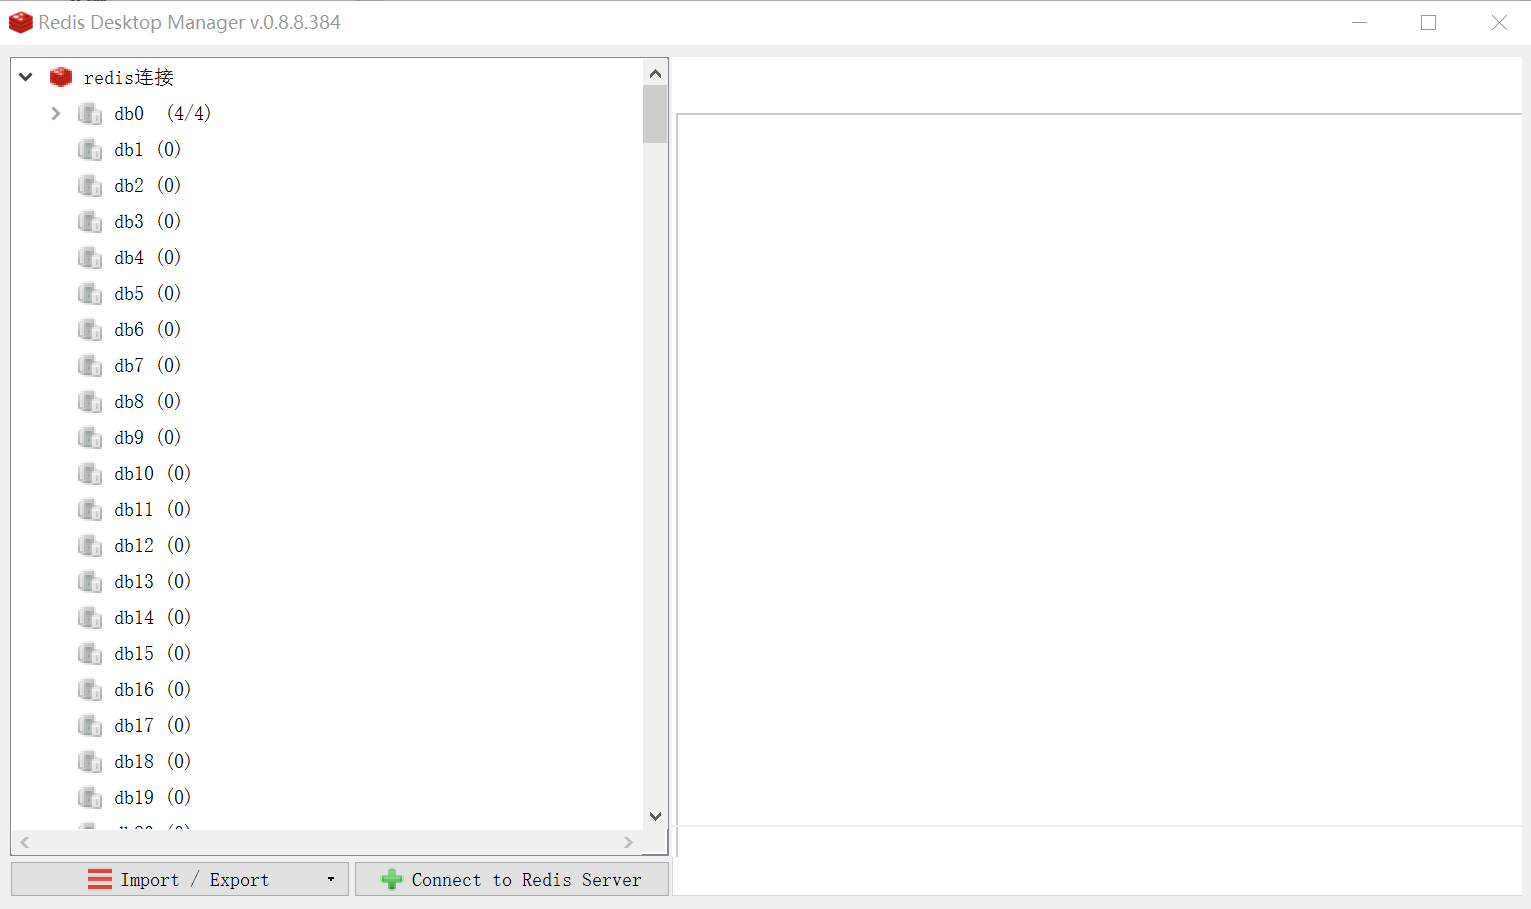 Redis Desktop Manager v.0.8.8.384
redis连接
db0 (4/4)
db1 (0)
db2 (0)
db3 (0)
db4 (0)
db5 (0)
db6 (0)
db7 (0)
db8 (0)
db9 (0)
db10 (0)
db11 (0)
db12 (0)
db13 (0)
db14 (0)
db15 (0)
db16 (0)
db17 (0)
db18 (0)
db19 (0)
Import / Export
Connect to Redis Server